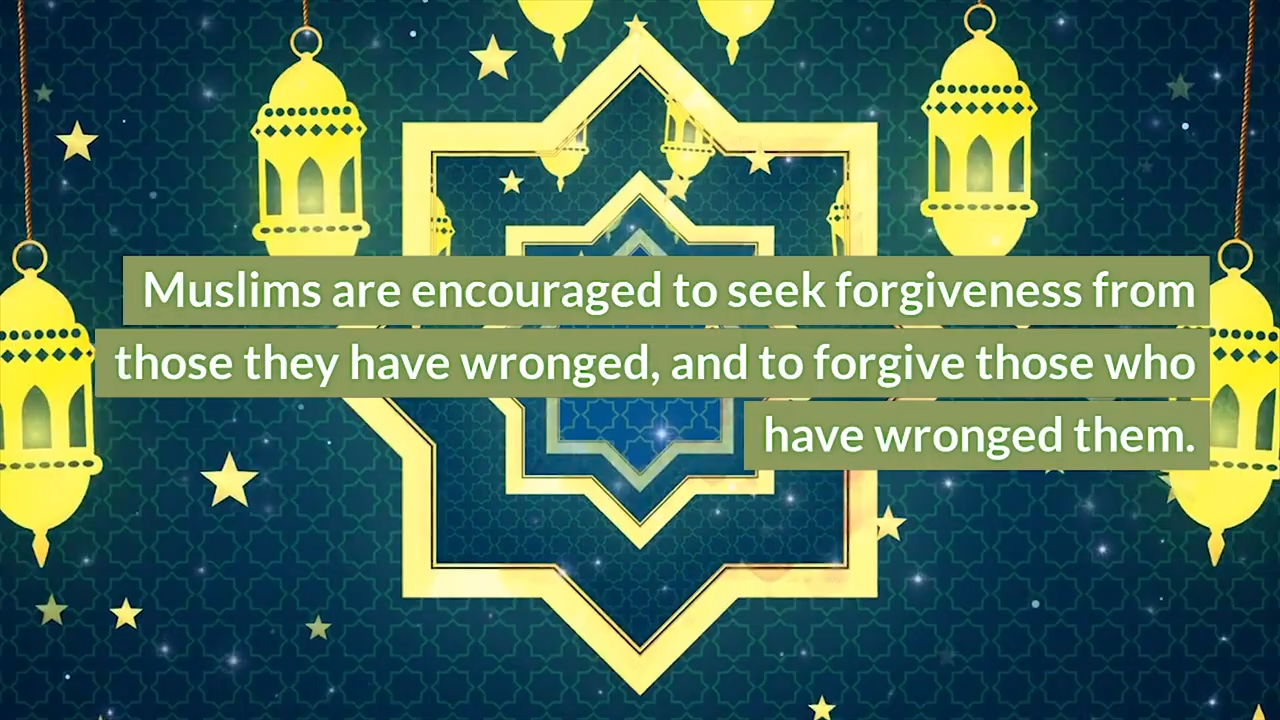 Muslims are encouraged to seek forgiveness from
those they have wronged, and to forgive those who
have wronged them.